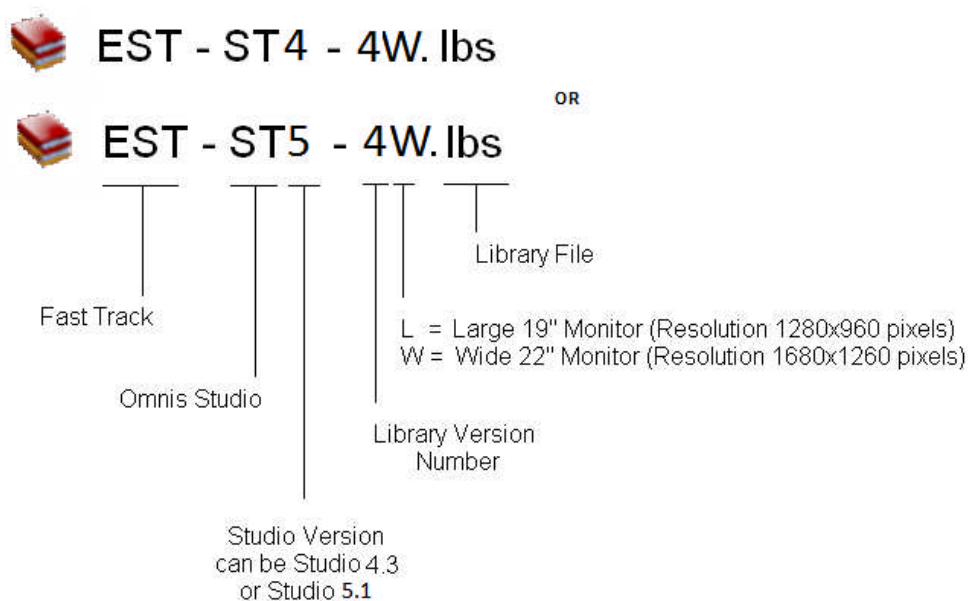 EST - ST4 - 4W. lbs
OR
EST - ST5 - 4W. lbs
Library File
Fast Track
L = Large 19" Monitor (Resolution 1280x960 pixels)
W = Wide 22" Monitor (Resolution 1680x1260 pixels)
Omnis Studio
Library Version
Number
Studio Version
can be Studio 4.3
or Studio 5.1